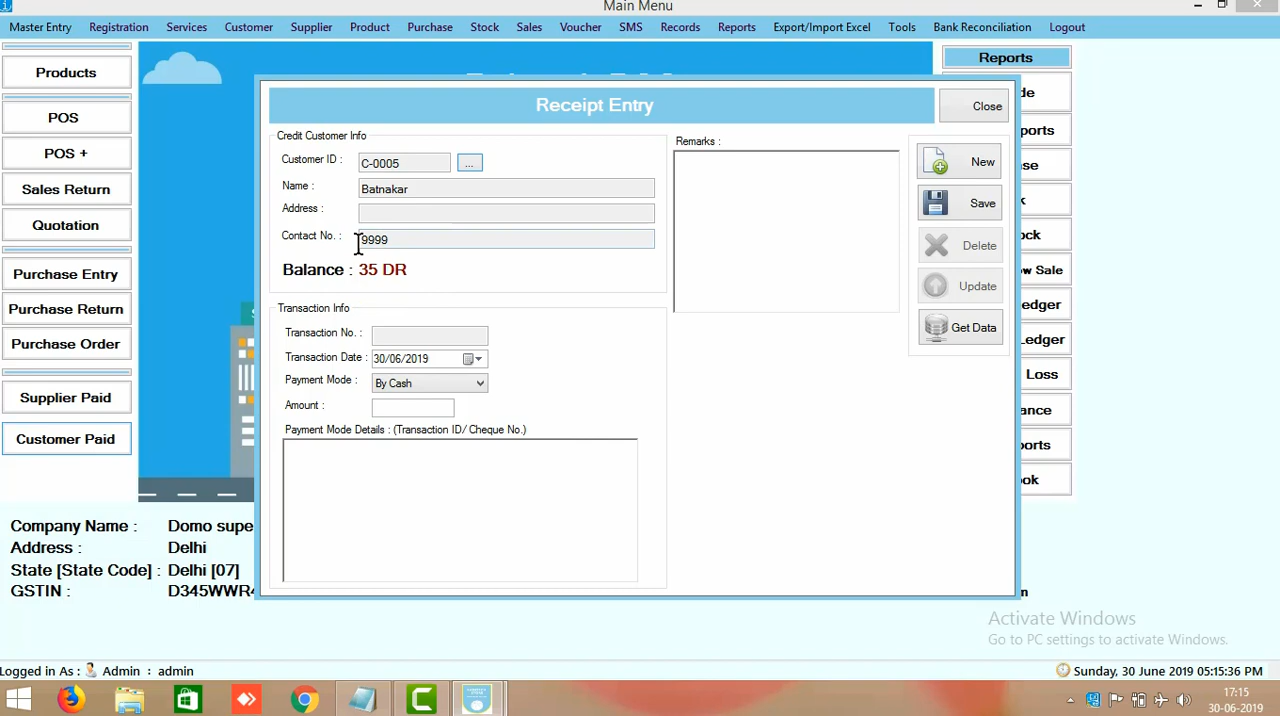 Main Menu
Master Entry Registration Services Customer Supplier Product Purchase Stock Sales Voucher SMS Records Reports Export/Import Excel Tools Bank Reconciliation Logout
Products
POS
POS +
Sales Return
Quotation
Purchase Entry
Purchase Return
Purchase Order
Supplier Paid
Customer Paid
Receipt Entry
Close
Credit Customer Info
Customer ID : C-0005 ...
Name : Batnakar
Address :
Contact No. : 9999
Balance : 35 DR
Transaction Info
Transaction No. :
Transaction Date : 30/06/2019
Payment Mode : By Cash
Amount :
Payment Mode Details : (Transaction ID/ Cheque No.)
Remarks :
New
Save
Delete
Update
Get Data
Reports
de
ports
se
k
ock
ow Sale
edger
Ledger
Loss
ance
ports
ok
Company Name : Domo supe
Address : Delhi
State [State Code] : Delhi [07]
GSTIN : D345WWR4
n
Activate Windows
Go to PC settings to activate Windows.
Logged in As : Admin : admin
Sunday, 30 June 2019 05:15:36 PM
17:15
30-06-2019